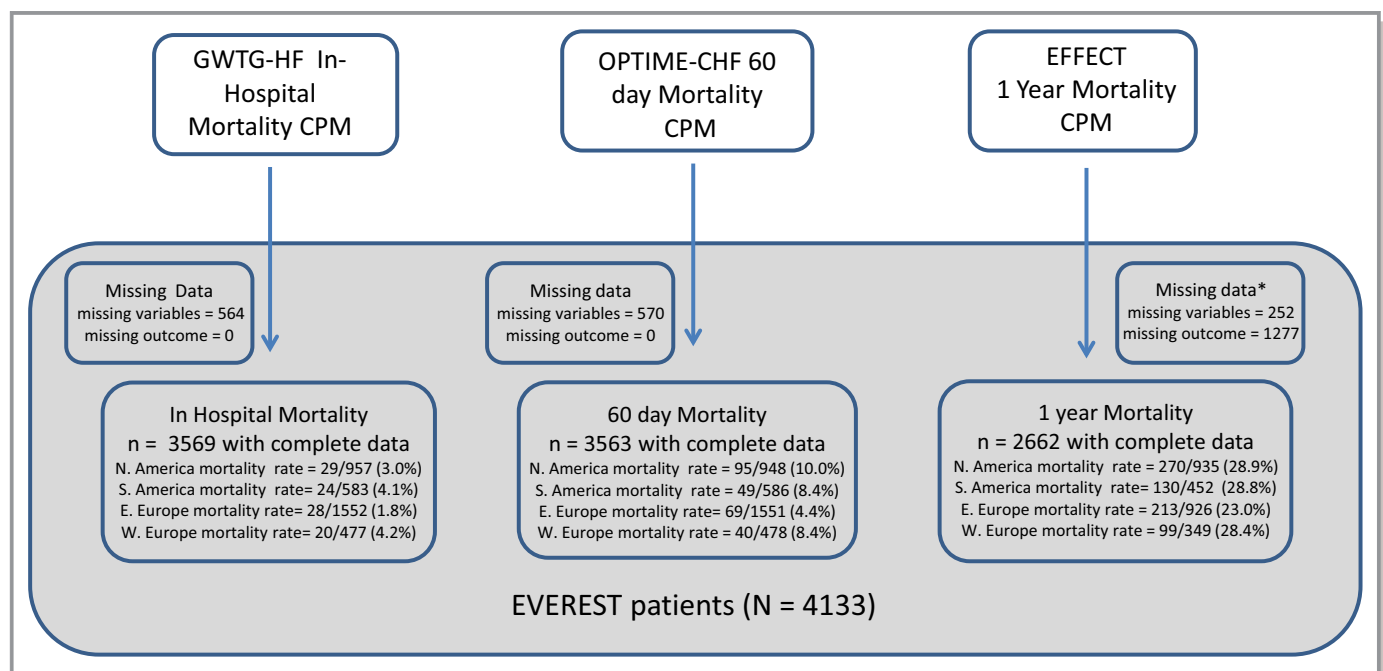 GWTG-HF In-
Hospital
Mortality CPM
OPTIME-CHF 60
day Mortality
CPM
EFFECT
1 Year Mortality
CPM
Missing Data
missing variables = 564
missing outcome = 0
Missing data
missing variables = 570
missing outcome = 0
Missing data*
missing variables = 252
missing outcome = 1277
In Hospital Mortality
n = 3569 with complete data
N. America mortality rate = 29/957 (3.0%)
S. America mortality rate= 24/583 (4.1%)
E. Europe mortality rate= 28/1552 (1.8%)
W. Europe mortality rate= 20/477 (4.2%)
60 day Mortality
n = 3563 with complete data
N. America mortality rate = 95/948 (10.0%)
S. America mortality rate = 49/586 (8.4%)
E. Europe mortality rate= 69/1551 (4.4%)
W. Europe mortality rate = 40/478 (8.4%)
1 year Mortality
n = 2662 with complete data
N. America mortality rate = 270/935 (28.9%)
S. America mortality rate= 130/452 (28.8%)
E. Europe mortality rate= 213/926 (23.0%)
W. Europe mortality rate = 99/349 (28.4%)
EVEREST patients (N = 4133)